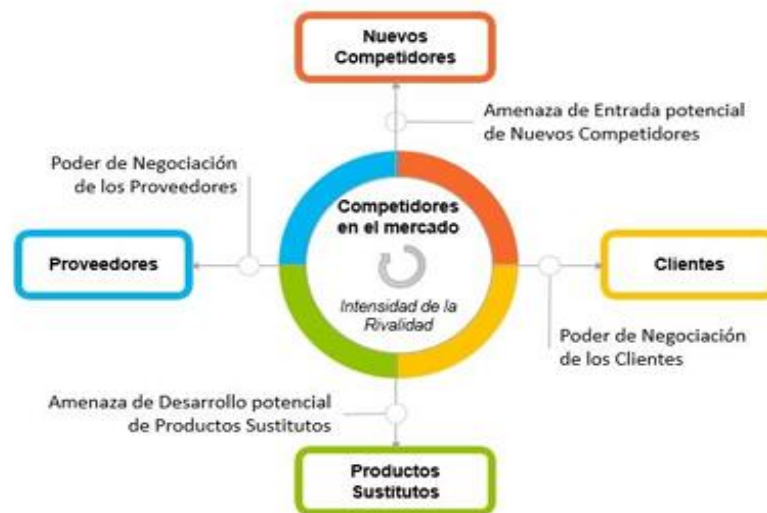 Nuevos
Competidores
Amenaza de Entrada potencial
de Nuevos Competidores
Poder de Negociación
de los Proveedores
Competidores
en el mercado
Proveedores
Clientes
Intensidad de la
Rivalidad
Poder de Negociación
de los Clientes
Amenaza de Desarrollo potencial
de Productos Sustitutos
Productos
Sustitutos